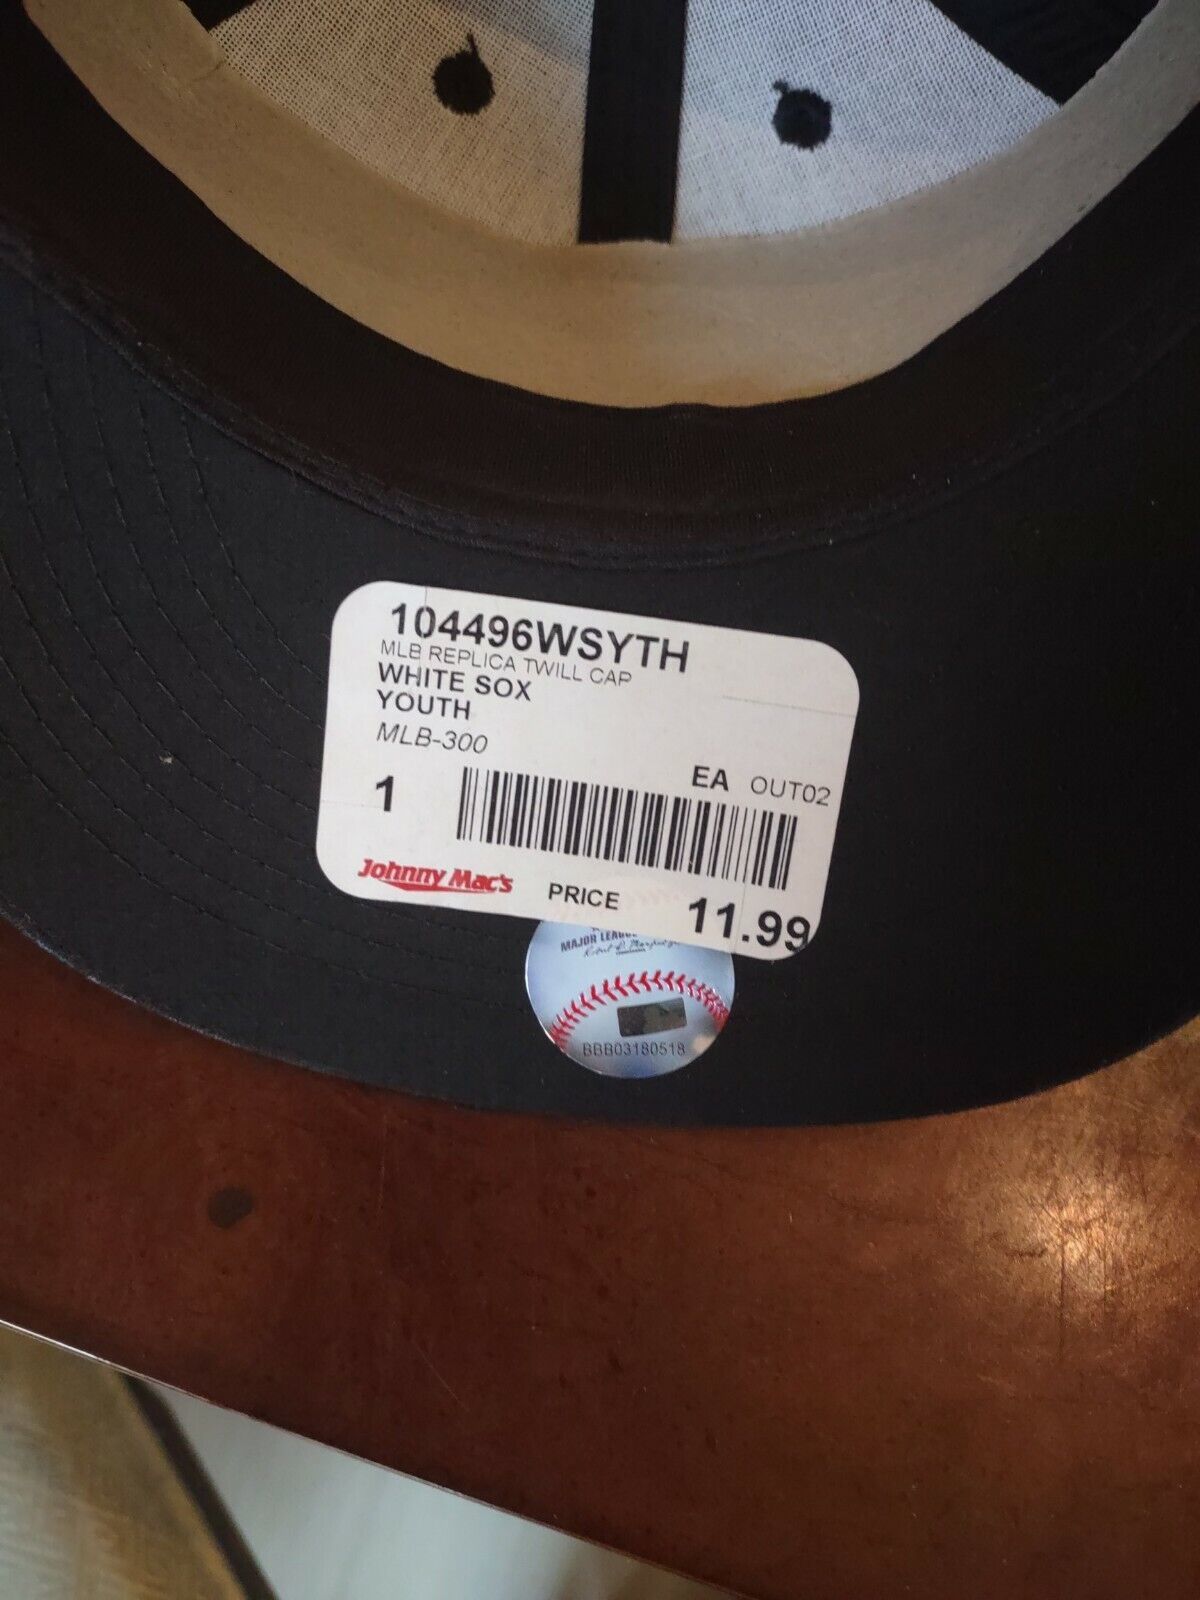 104496WSYTH
MLB REPLICA TWILL CAP
WHITE SOX
YOUTH
MLB-300
EA OUT02
1
Johnny Mac's PRICE 11.99
MAJOR
BBB03180518